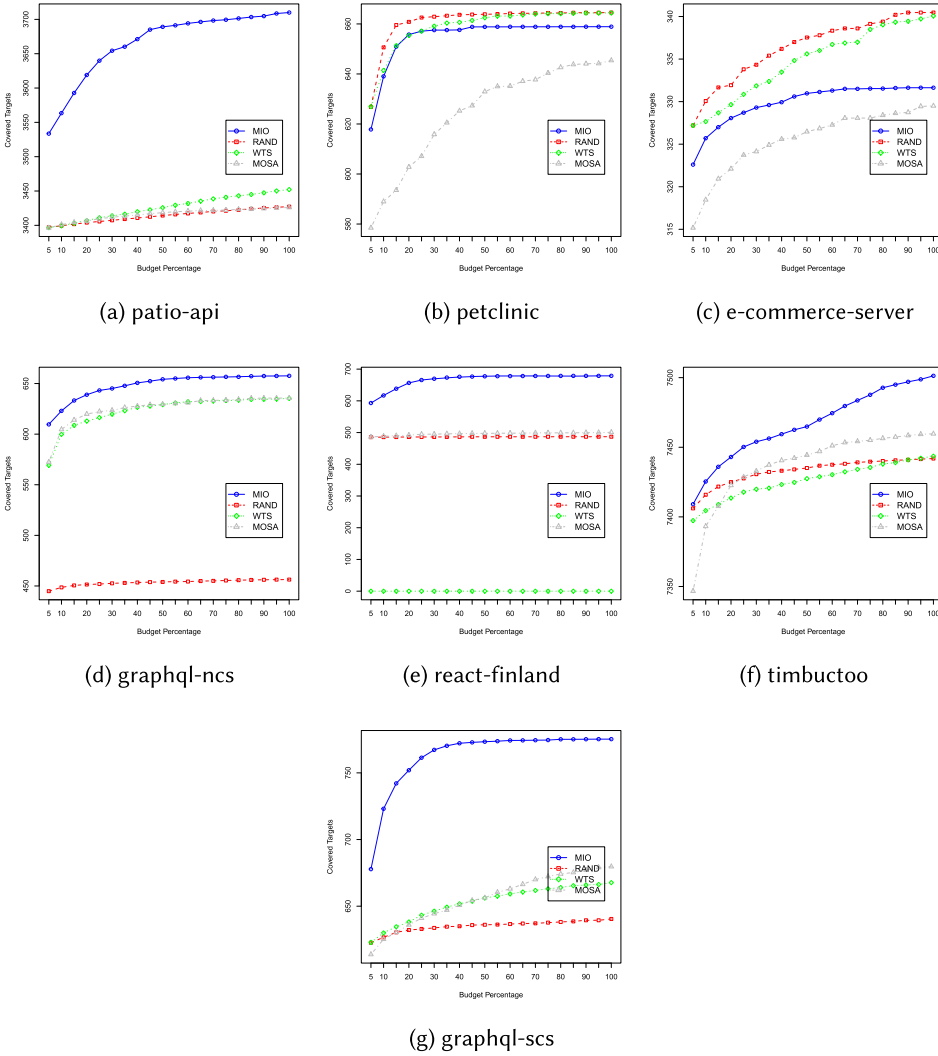 3700
3650
3600
3550
3500
3450
3400
Covered Targets
5 10 20 30 40 50 60 70 80 90 100
Budget Percentage
MIO
RAND
WTS
MOSA
(a) patio-api
660
640
620
600
580
Covered Targets
5 10 20 30 40 50 60 70 80 90 100
Budget Percentage
MIO
RAND
WTS
MOSA
(b) petclinic
340
335
330
325
320
315
Covered Targets
5 10 20 30 40 50 60 70 80 90 100
Budget Percentage
MIO
RAND
WTS
MOSA
(c) e-commerce-server
650
600
550
500
450
Covered Targets
5 10 20 30 40 50 60 70 80 90 100
Budget Percentage
MIO
RAND
WTS
MOSA
(d) graphql-ncs
700
600
500
400
300
200
100
0
Covered Targets
5 10 20 30 40 50 60 70 80 90 100
Budget Percentage
MIO
RAND
WTS
MOSA
(e) react-finland
7500
7450
7400
7350
Covered Targets
5 10 20 30 40 50 60 70 80 90 100
Budget Percentage
MIO
RAND
WTS
MOSA
(f) timbuctoo
750
700
650
Covered Targets
5 10 20 30 40 50 60 70 80 90 100
Budget Percentage
MIO
RAND
WTS
MOSA
(g) graphql-scs